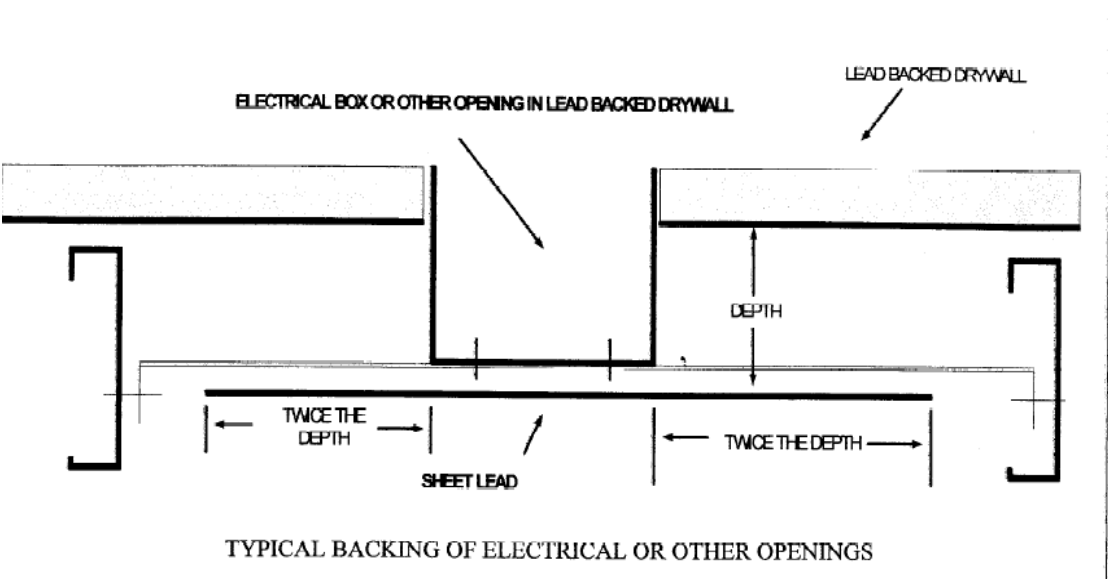 LEAD BACKED DRYWALL
ELECTRICAL BOX OR OTHER OPENING IN LEAD BACKED DRYWALL
DEPTH
TWICE THE
DEPTH
TWICE THE DEPTH
SHEET LEAD
TYPICAL BACKING OF ELECTRICAL OR OTHER OPENINGS